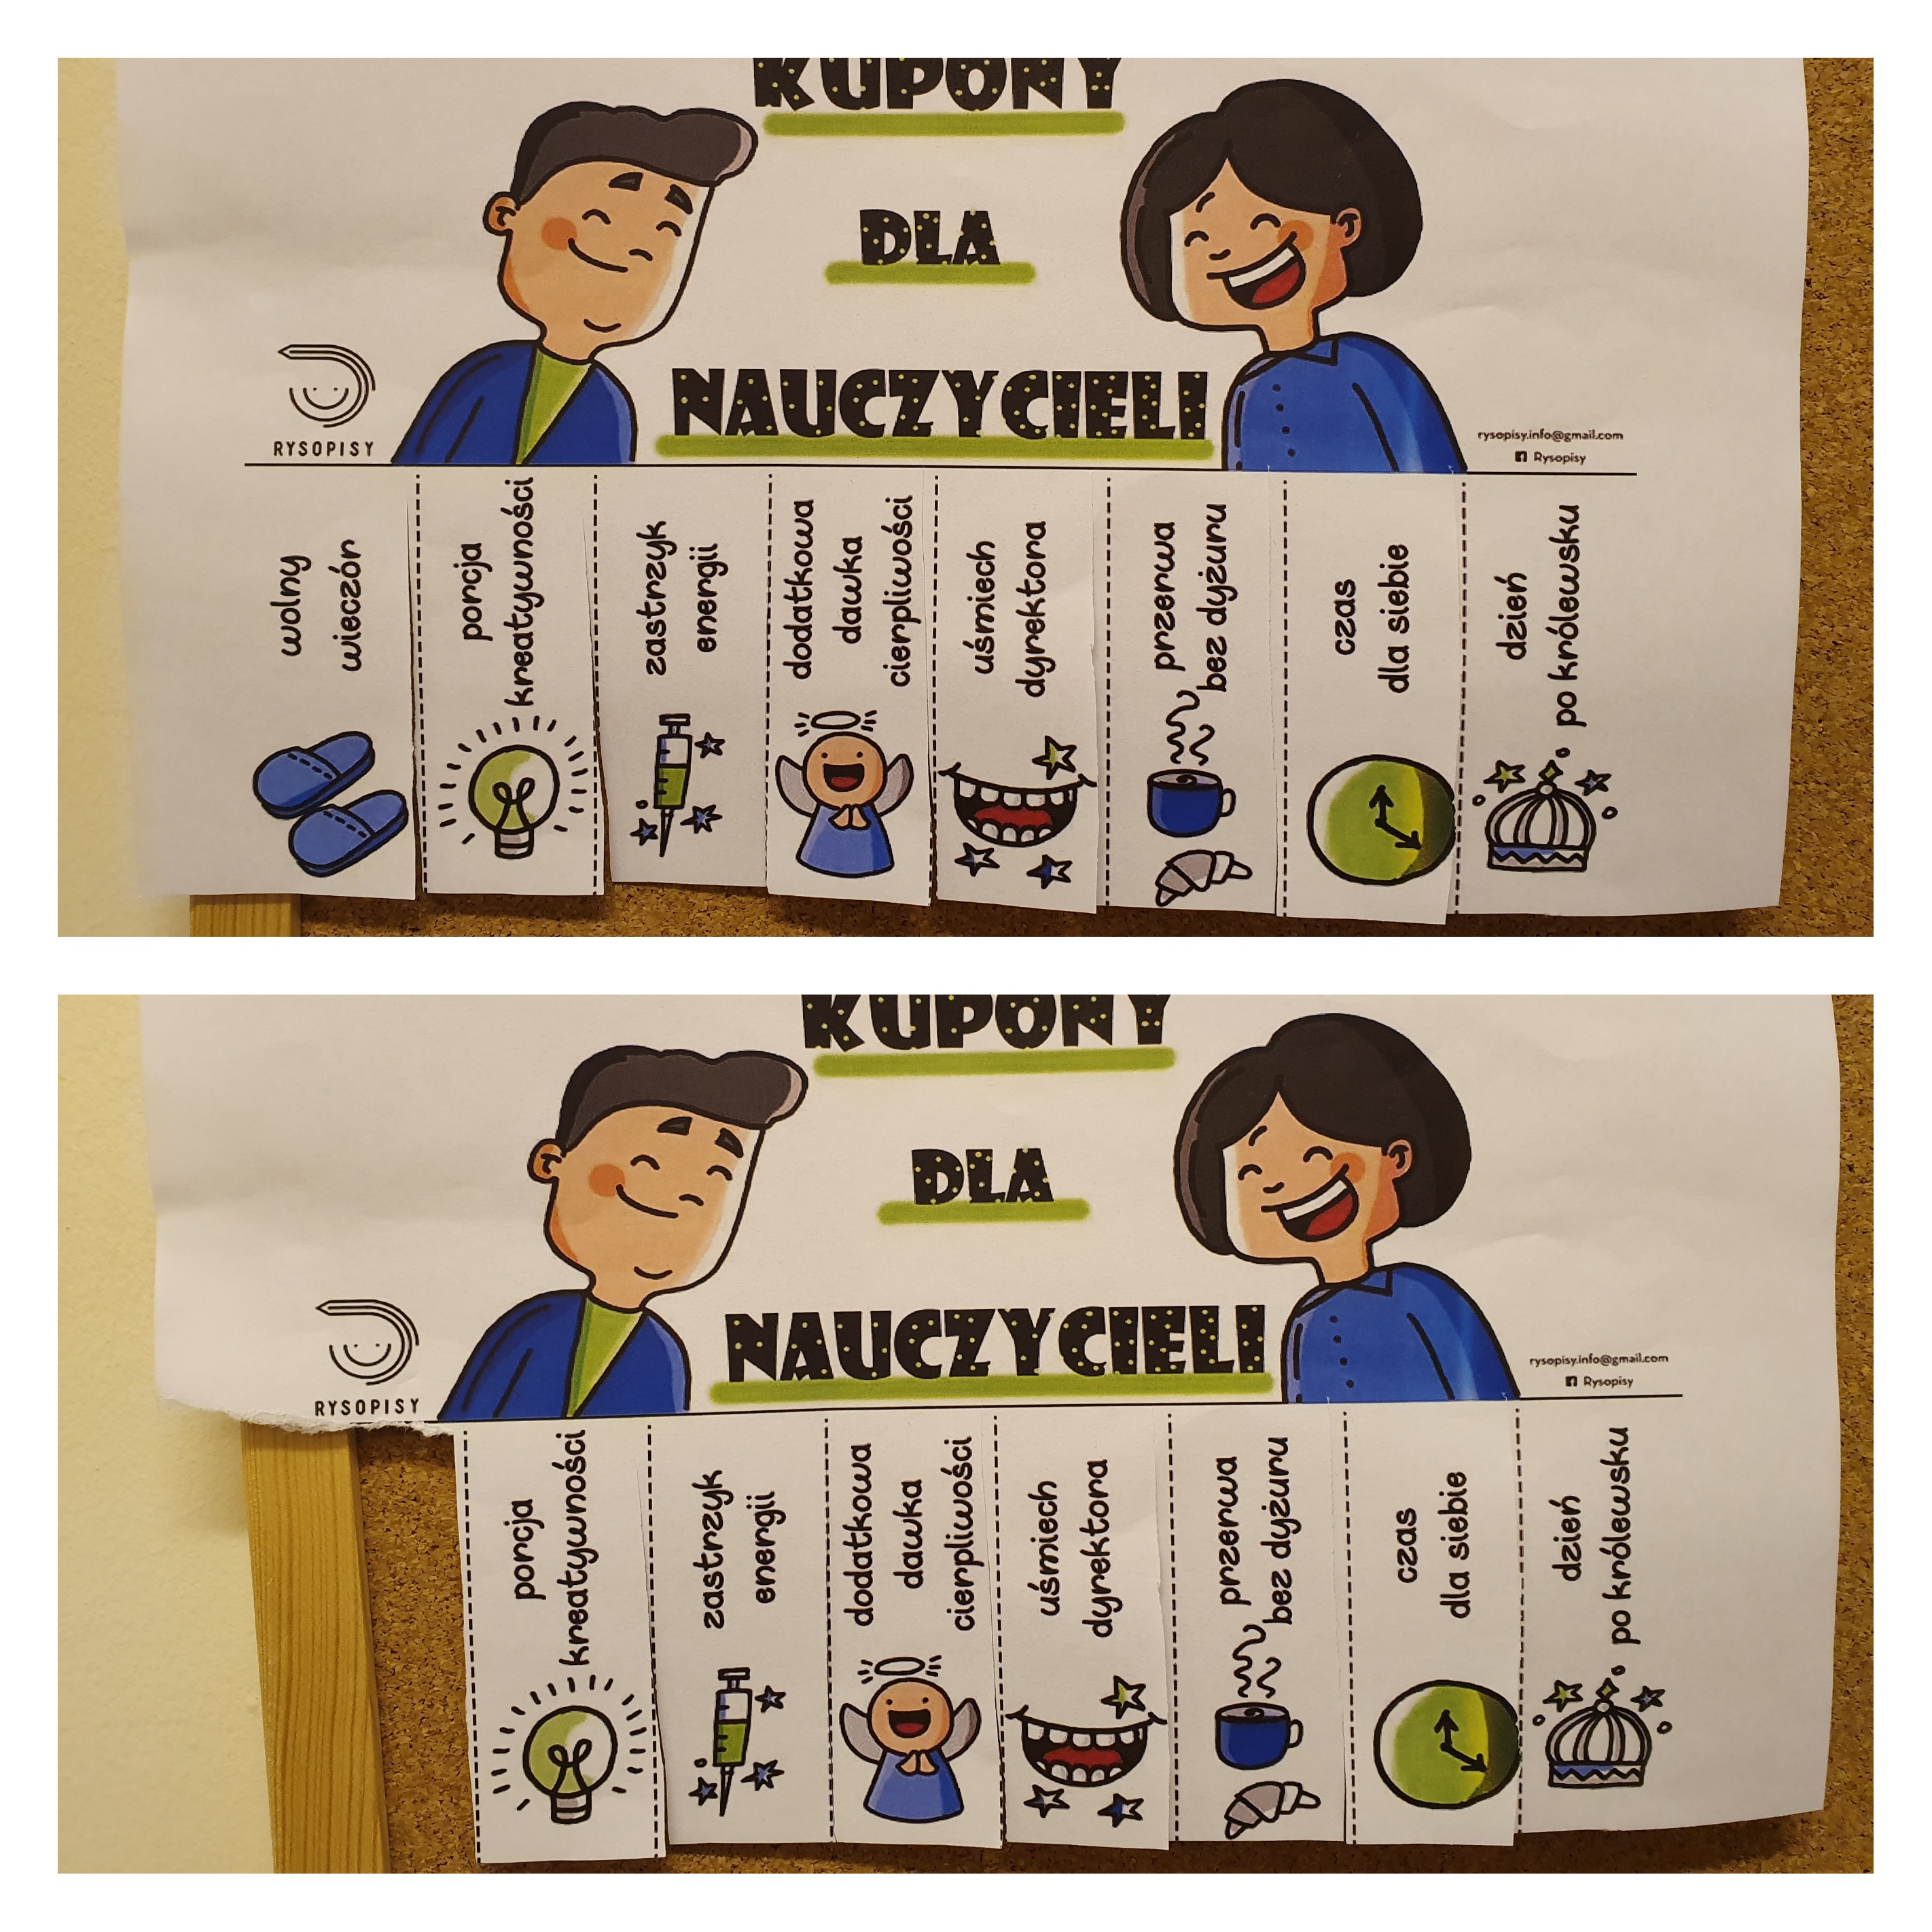 KUPONY
DLA
NAUCZYCIELI
RYSOPISY
rysopisy.info@gmail.com
Rysopisy
wolny
wieczór
porcja
kreatywności
zastrzyk
energii
dodatkowa
dawka
cierpliwości
uśmiech
dyrektora
przerwa
bez dyżuru
czas
dla siebie
dzień
po królewsku
KUPONY
DLA
NAUCZYCIELI
RYSOPISY
rysopisy.info@gmail.com
Rysopisy
porcja
kreatywności
zastrzyk
energii
dodatkowa
dawka
cierpliwości
uśmiech
dyrektora
przerwa
bez dyżuru
czas
dla siebie
dzień
po królewsku